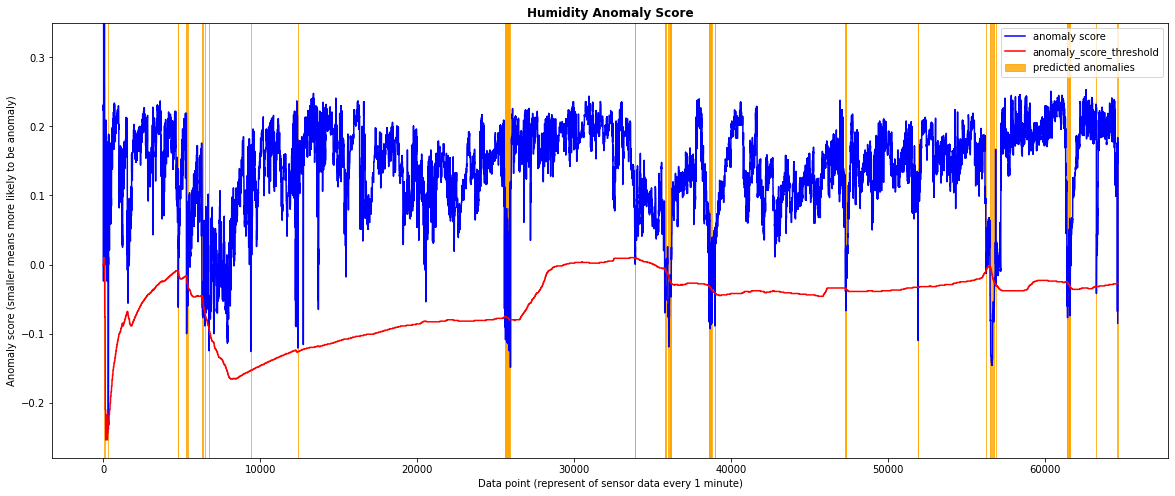 Humidity Anomaly Score
anomaly score
anomaly_score_threshold
predicted anomalies
Anomaly score (smaller means more likely to be anomaly)
0.3
0.2
0.1
0.0
−0.1
−0.2
0
10000
20000
30000
40000
50000
60000
Data point (represent of sensor data every 1 minute)